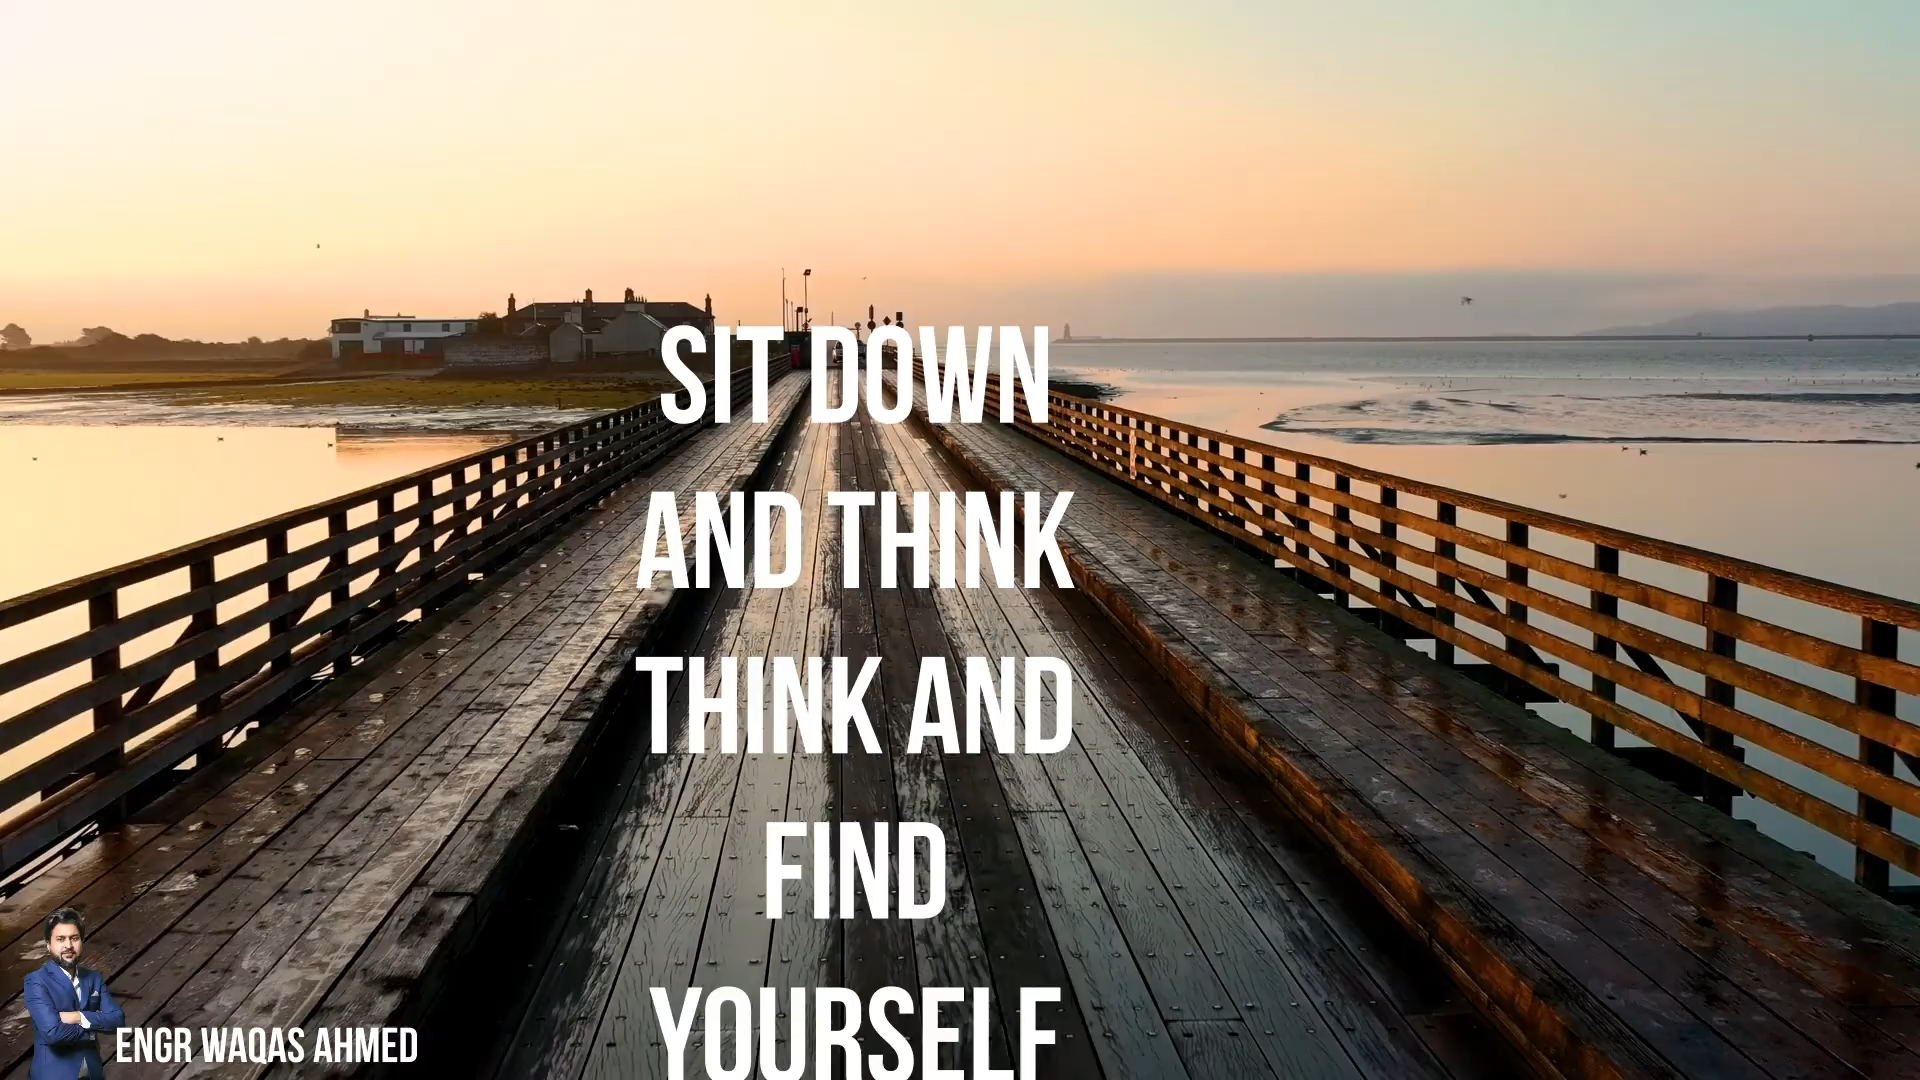 SIT DOWN
AND THINK
THINK AND
FIND
YOURSELF
ENGR WAQAS AHMED